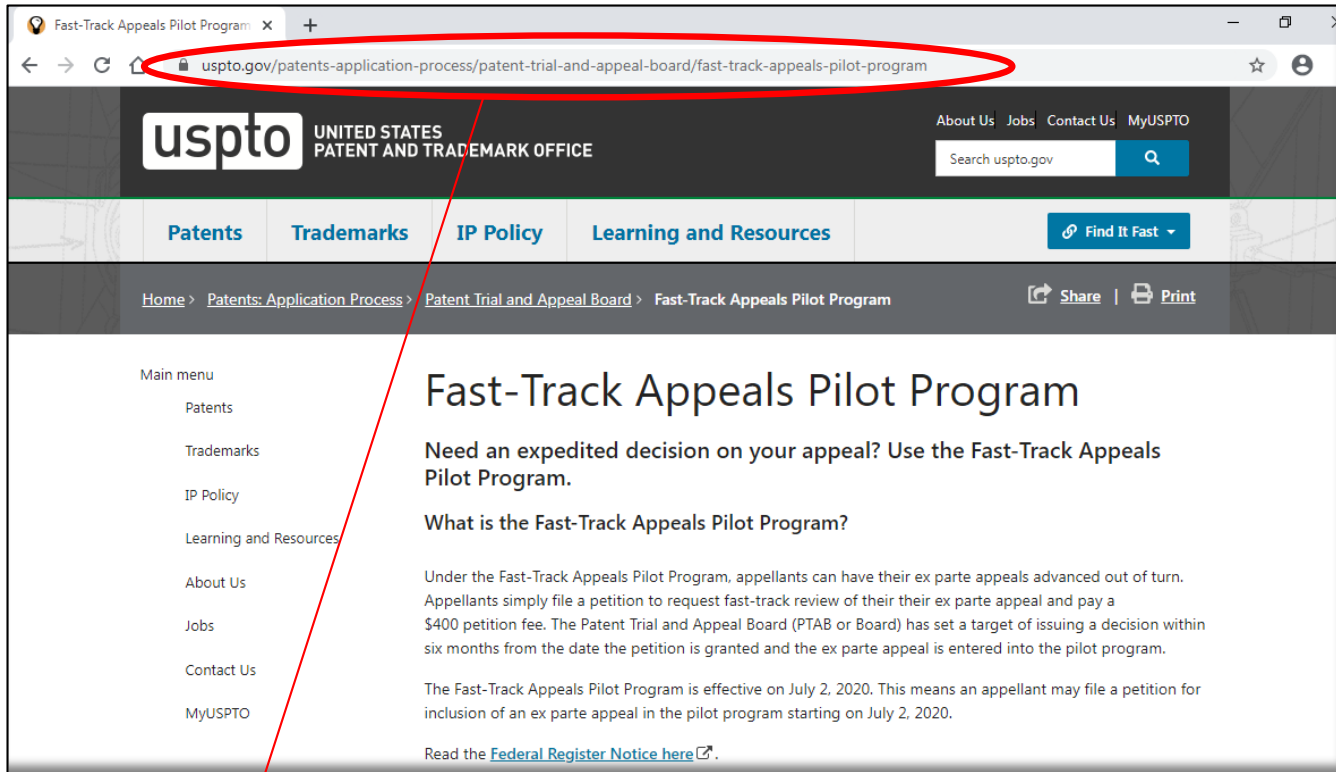 Fast-Track Appeals Pilot Program
uspto.gov/patents-application-process/patent-trial-and-appeal-board/fast-track-appeals-pilot-program
uspto UNITED STATES
PATENT AND TRADEMARK OFFICE
About Us Jobs Contact Us MyUSPTO
Search uspto.gov
Patents Trademarks IP Policy Learning and Resources Find It Fast
Home > Patents: Application Process > Patent Trial and Appeal Board > Fast-Track Appeals Pilot Program Share | Print
Main menu
Patents
Trademarks
IP Policy
Learning and Resources
About Us
Jobs
Contact Us
MyUSPTO
Fast-Track Appeals Pilot Program
Need an expedited decision on your appeal? Use the Fast-Track Appeals
Pilot Program.
What is the Fast-Track Appeals Pilot Program?
Under the Fast-Track Appeals Pilot Program, appellants can have their ex parte appeals advanced out of turn.
Appellants simply file a petition to request fast-track review of their their ex parte appeal and pay a
$400 petition fee. The Patent Trial and Appeal Board (PTAB or Board) has set a target of issuing a decision within
six months from the date the petition is granted and the ex parte appeal is entered into the pilot program.
The Fast-Track Appeals Pilot Program is effective on July 2, 2020. This means an appellant may file a petition for
inclusion of an ex parte appeal in the pilot program starting on July 2, 2020.
Read the Federal Register Notice here.